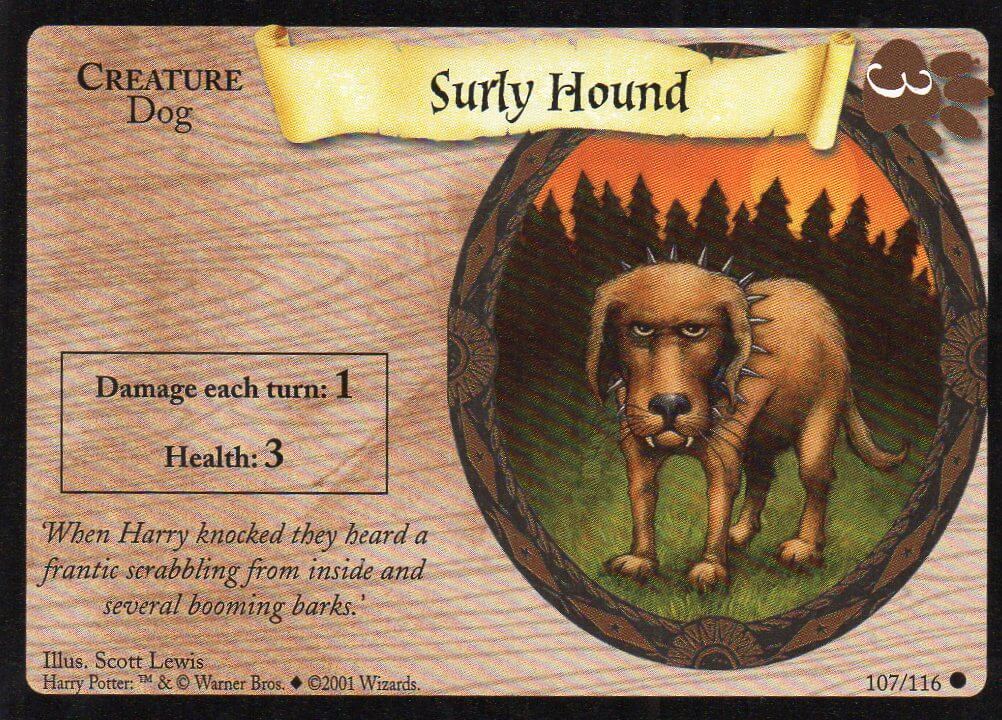 CREATURE
Dog
Surly Hound
3
Damage each turn: 1
Health: 3
'When Harry knocked they heard a
frantic scrabbling from inside and
several booming barks.'
Illus. Scott Lewis
Harry Potter: ™ & © Warner Bros. ♦ ©2001 Wizards.
107/116